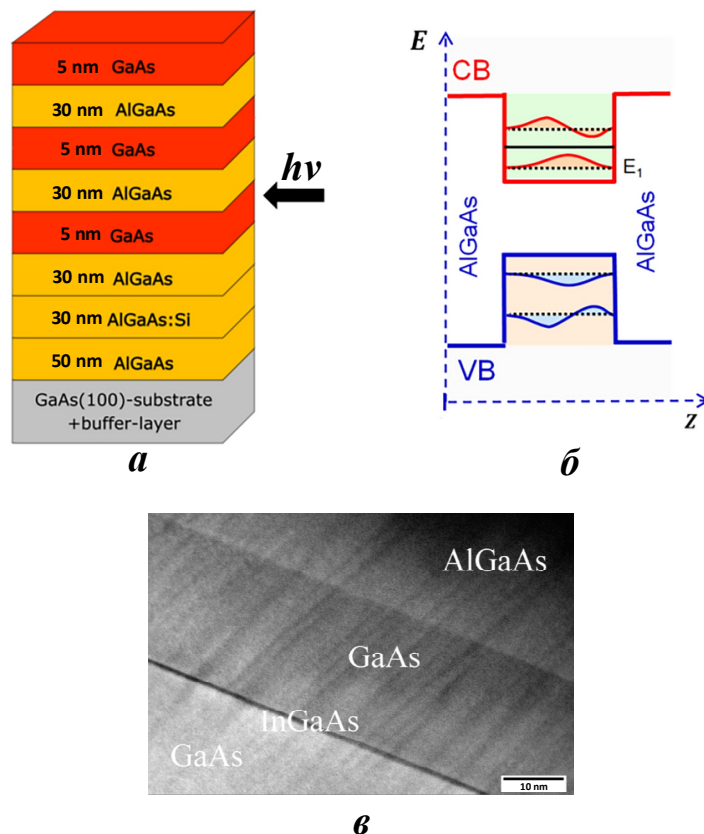 5 nm GaAs
30 nm AlGaAs
5 nm GaAs
30 nm AlGaAs
5 nm GaAs
30 nm AlGaAs
30 nm AlGaAs:Si
50 nm AlGaAs
GaAs(100)-substrate
+buffer-layer
hν
а
E
CB
E₁
AlGaAs
AlGaAs
VB
z
б
AlGaAs
GaAs
InGaAs
GaAs
10 nm
в